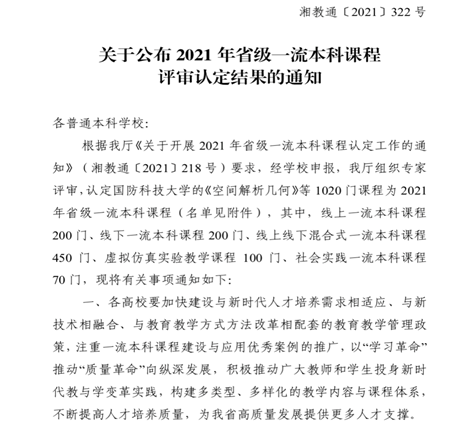 湘教通〔2021〕322 号
关于公布 2021 年省级一流本科课程
评审认定结果的通知
各普通本科学校：
根据我厅《关于开展 2021 年省级一流本科课程认定工作的通
知》（湘教通〔2021〕218 号）要求，经学校申报，我厅组织专家
评审，认定国防科技大学的《空间解析几何》等 1020 门课程为 2021
年省级一流本科课程（名单见附件），其中，线上一流本科课程
200 门、线下一流本科课程 200 门、线上线下混合式一流本科课程
450 门、虚拟仿真实验教学课程 100 门、社会实践一流本科课程
70 门，现将有关事项通知如下：
一、各高校要加快建设与新时代人才培养需求相适应、与新
技术相融合、与教育教学方式方法改革相配套的教育教学管理政
策，注重一流本科课程建设与应用优秀案例的推广，以“学习革命”
推动“质量革命”向纵深发展，积极推动广大教师和学生投身新时
代教与学变革实践，构建多类型、多样化的教学内容与课程体系，
不断提高人才培养质量，为我省高质量发展提供更多人才支撑。